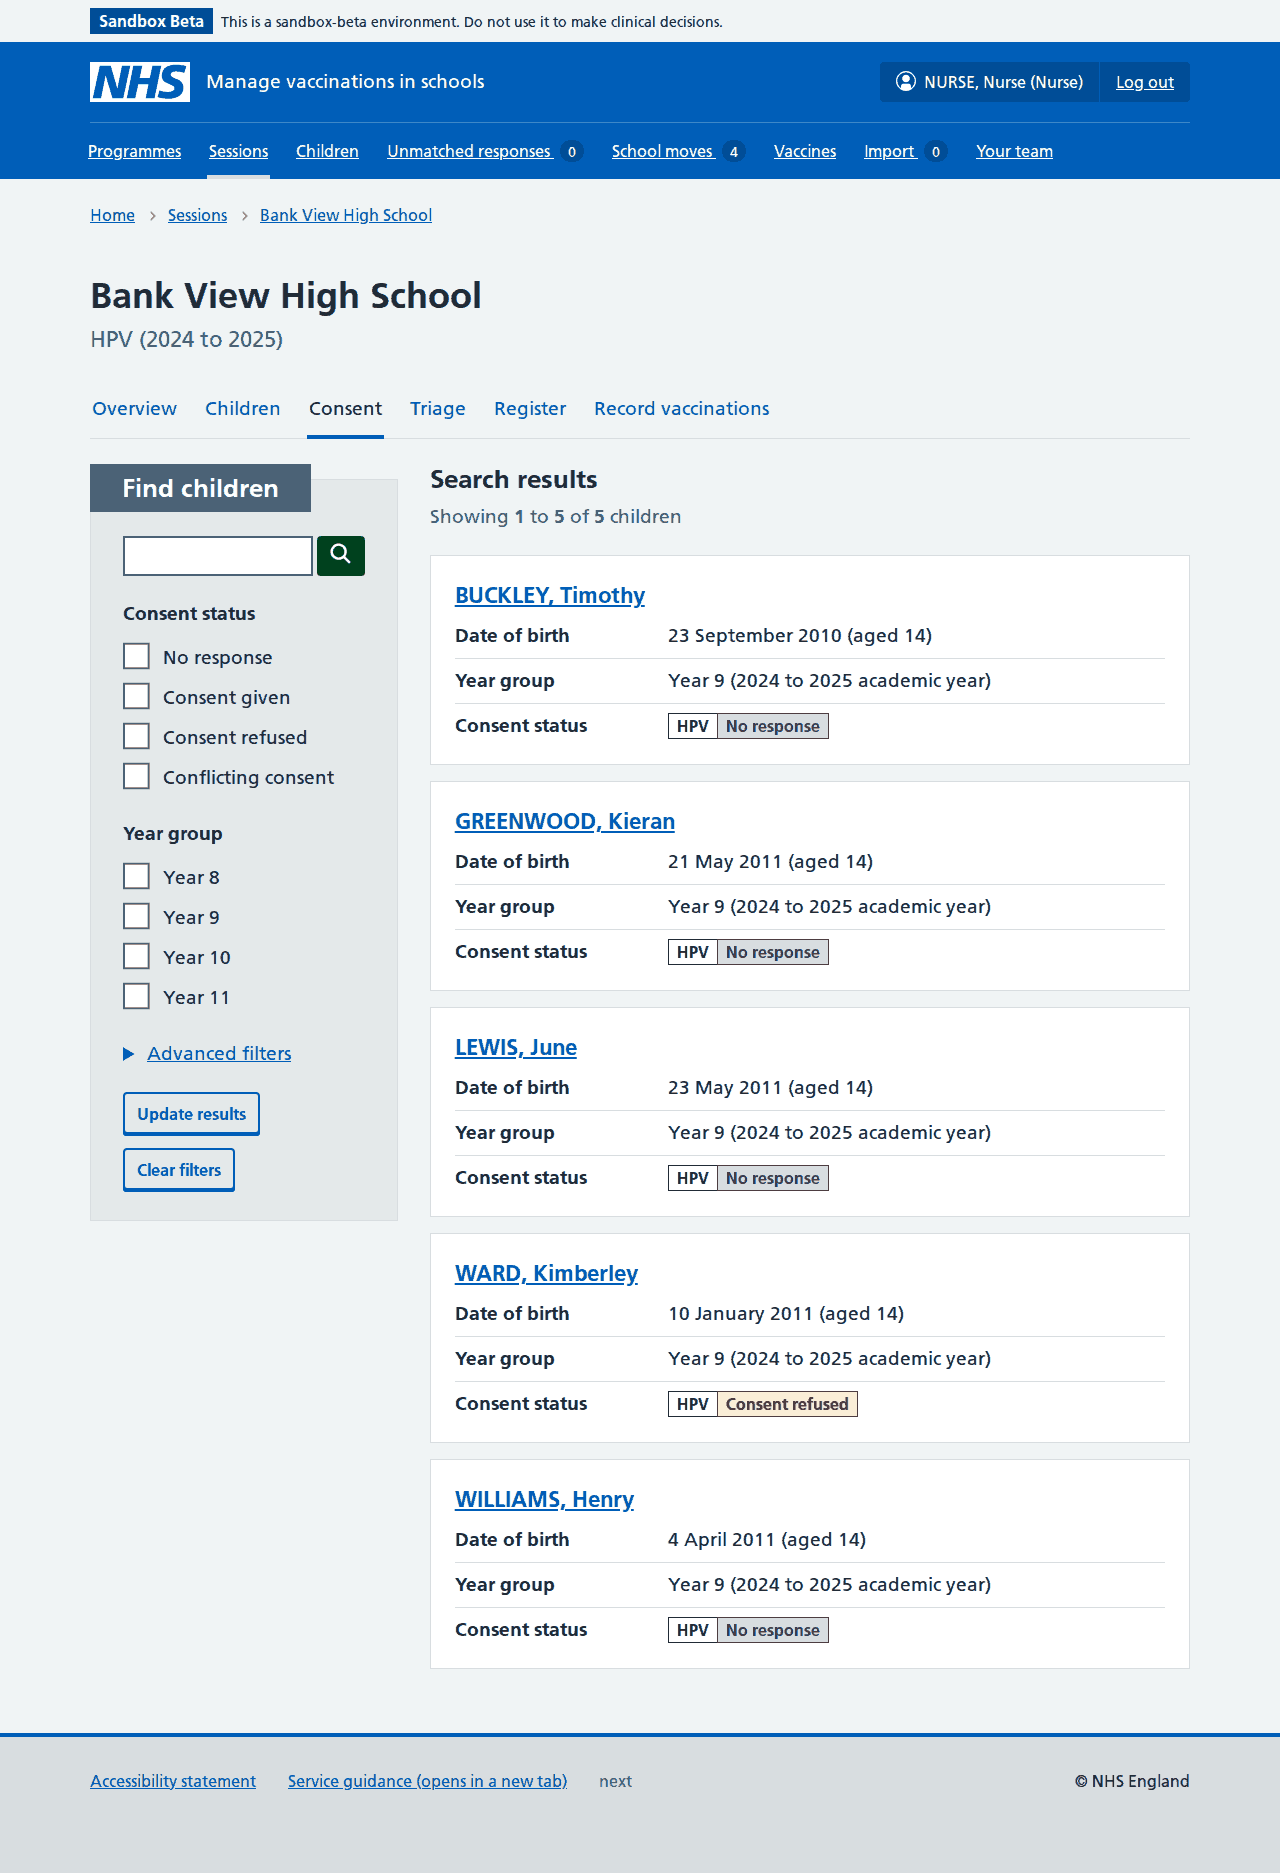 Sandbox Beta This is a sandbox-beta environment. Do not use it to make clinical decisions.
NHS Manage vaccinations in schools NURSE, Nurse (Nurse) Log out
Programmes Sessions Children Unmatched responses 0 School moves 4 Vaccines Import 0 Your team
Home Sessions Bank View High School
Bank View High School
HPV (2024 to 2025)
Overview Children Consent Triage Register Record vaccinations
Find children
Consent status
No response
Consent given
Consent refused
Conflicting consent
Year group
Year 8
Year 9
Year 10
Year 11
Advanced filters
Update results
Clear filters
Search results
Showing 1 to 5 of 5 children
BUCKLEY, Timothy
Date of birth 23 September 2010 (aged 14)
Year group Year 9 (2024 to 2025 academic year)
Consent status HPV No response
GREENWOOD, Kieran
Date of birth 21 May 2011 (aged 14)
Year group Year 9 (2024 to 2025 academic year)
Consent status HPV No response
LEWIS, June
Date of birth 23 May 2011 (aged 14)
Year group Year 9 (2024 to 2025 academic year)
Consent status HPV No response
WARD, Kimberley
Date of birth 10 January 2011 (aged 14)
Year group Year 9 (2024 to 2025 academic year)
Consent status HPV Consent refused
WILLIAMS, Henry
Date of birth 4 April 2011 (aged 14)
Year group Year 9 (2024 to 2025 academic year)
Consent status HPV No response
Accessibility statement Service guidance (opens in a new tab) next © NHS England